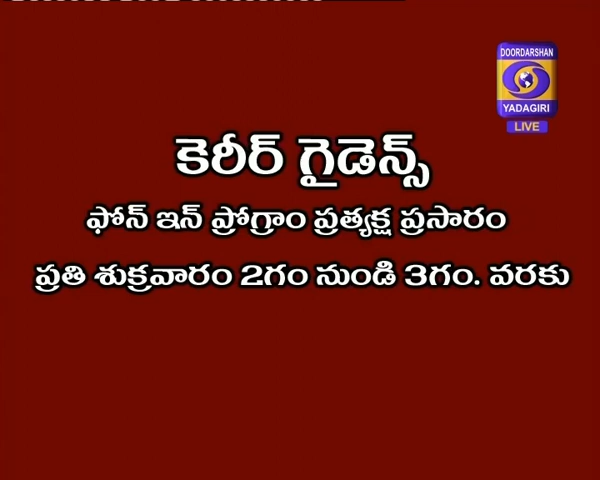 DOORDARSHAN
YADAGIRI
LIVE
కెరీర్ గైడెన్స్
ఫోన్ ఇన్ ప్రోగ్రాం ప్రత్యక్ష ప్రసారం
ప్రతి శుక్రవారం 2గం నుండి 3గం. వరకు